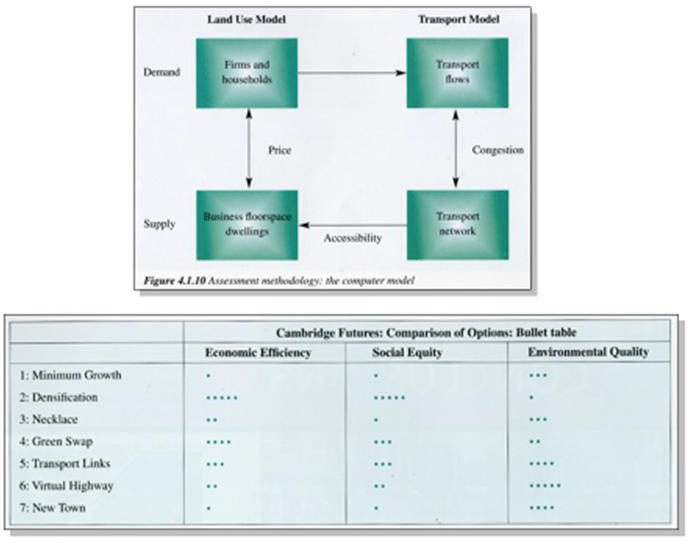 Land Use Model Transport Model
Demand
Firms and
households
Transport
flows
Price
Congestion
Supply
Business floorspace
dwellings
Accessibility
Transport
network
Figure 4.1.10 Assessment methodology: the computer model
Cambridge Futures: Comparison of Options: Bullet table
Economic Efficiency Social Equity Environmental Quality
1: Minimum Growth • • •••
2: Densification ••••• ••••• •
3: Necklace •• • •••
4: Green Swap •••• ••• ••
5: Transport Links ••• ••• ••••
6: Virtual Highway •• •• •••••
7: New Town • • ••••